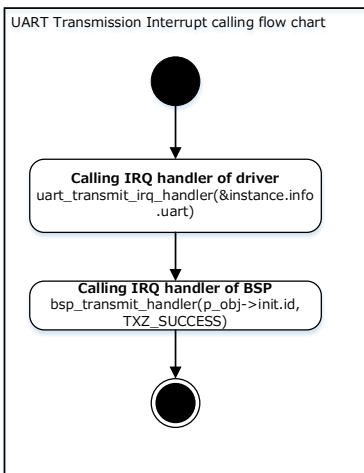 UART Transmission Interrupt calling flow chart
Calling IRQ handler of driver
uart_transmit_irq_handler(&instance.info
.uart)
Calling IRQ handler of BSP
bsp_transmit_handler(p_obj->init.id,
TXZ_SUCCESS)